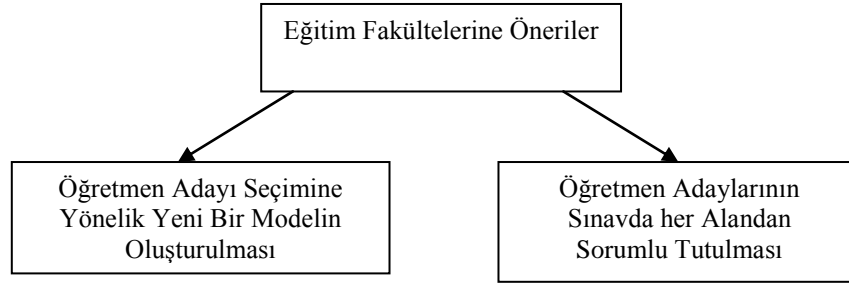 Eğitim Fakültelerine Öneriler
Öğretmen Adayı Seçimine
Yönelik Yeni Bir Modelin
Oluşturulması
Öğretmen Adaylarının
Sınavda her Alandan
Sorumlu Tutulması